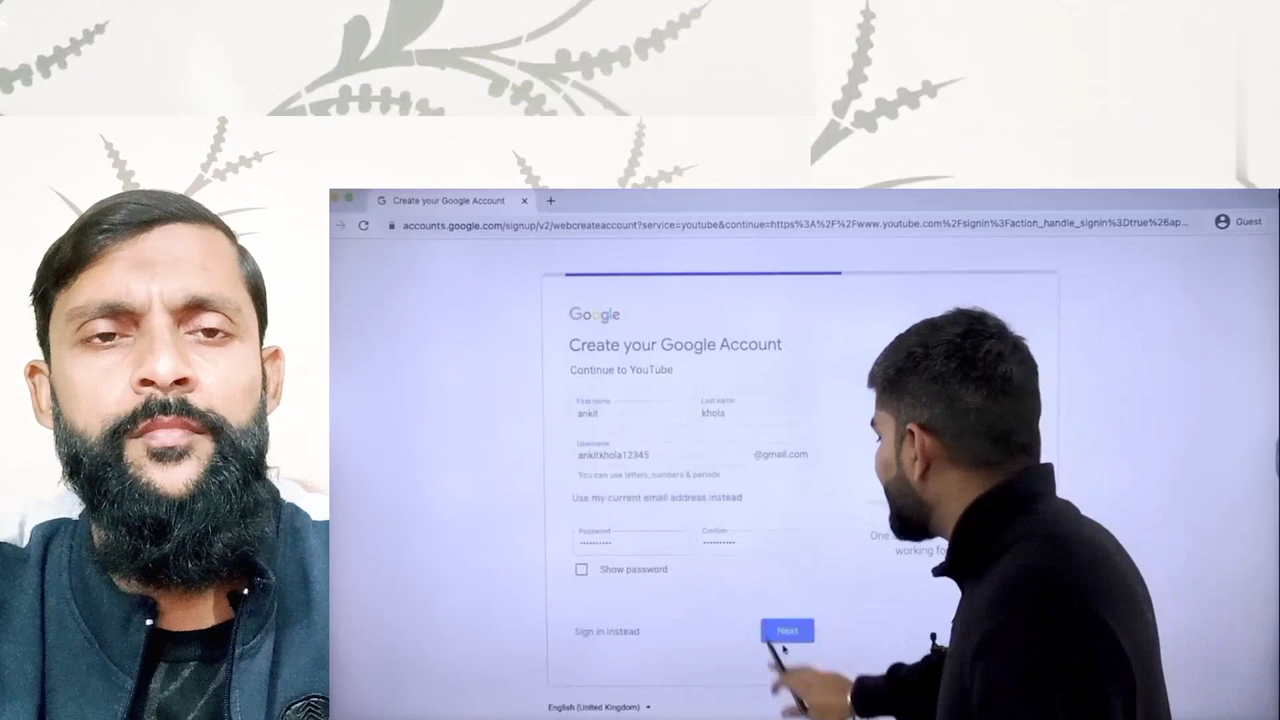 G Create your Google Account
accounts.google.com/signup/v2/webcreateaccount?service=youtube&continue=https%3A%2F%2Fwww.youtube.com%2Fsignin%3Faction_handle_signin%3Dtrue%26ap...
Guest
Google
Create your Google Account
Continue to YouTube
First name
Last name
ankit
khola
Username
ankitkhola12345
@gmail.com
You can use letters, numbers & periods
Use my current email address instead
Password
Confirm
Show password
One
working fo
Sign in instead
Next
English (United Kingdom)